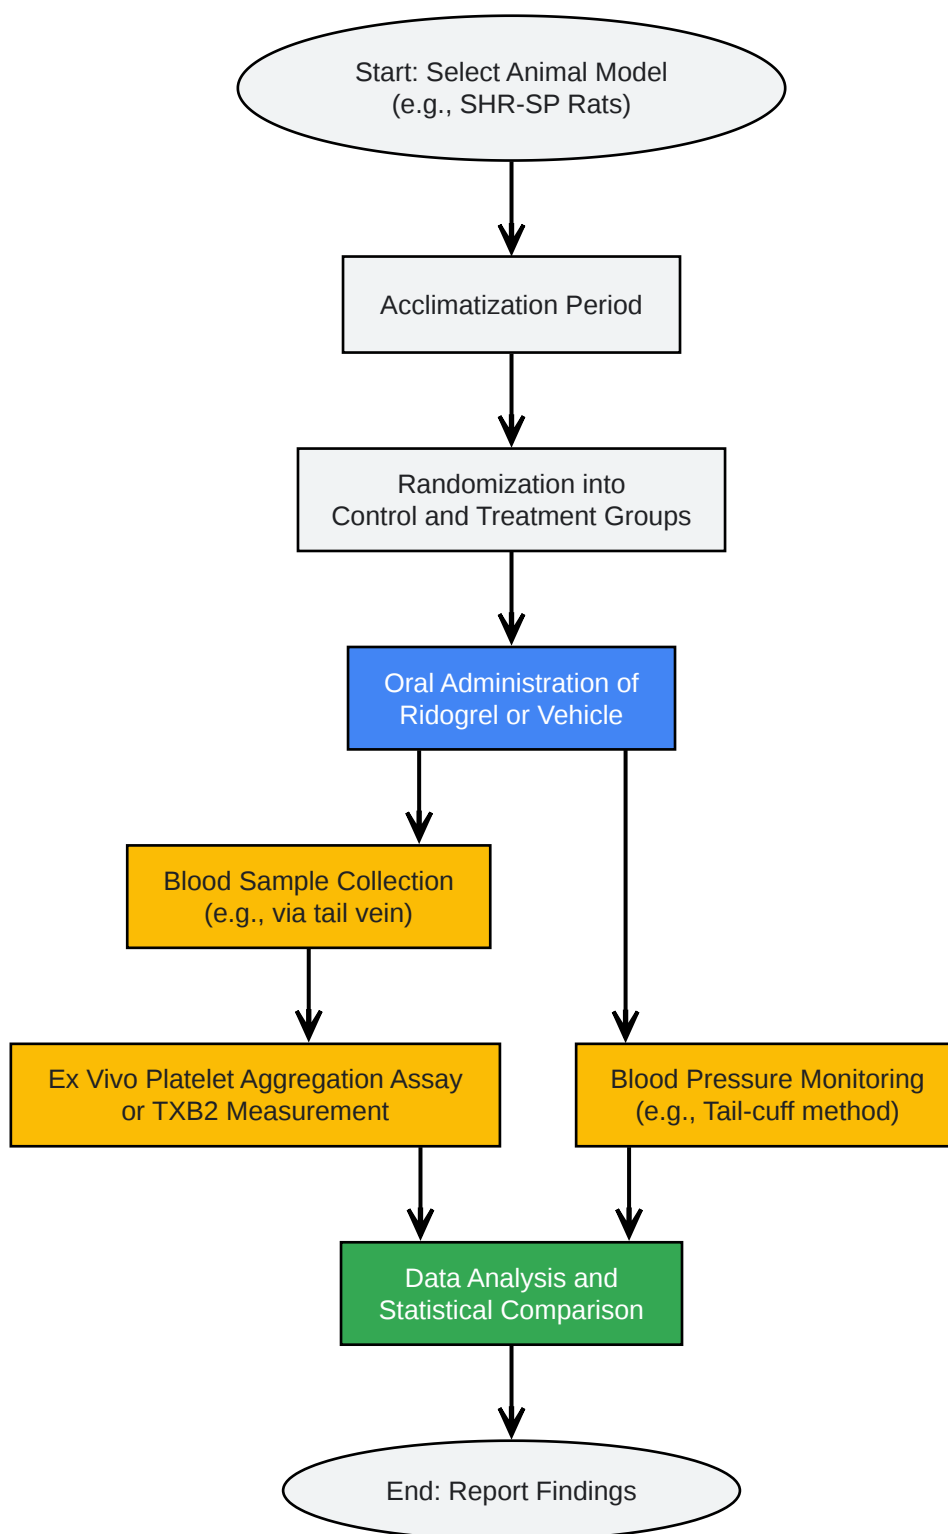 Start: Select Animal Model
(e.g., SHR-SP Rats)
Acclimatization Period
Randomization into
Control and Treatment Groups
Oral Administration of
Ridogrel or Vehicle
Blood Sample Collection
(e.g., via tail vein)
Ex Vivo Platelet Aggregation Assay
or TXB2 Measurement
Blood Pressure Monitoring
(e.g., Tail-cuff method)
Data Analysis and
Statistical Comparison
End: Report Findings